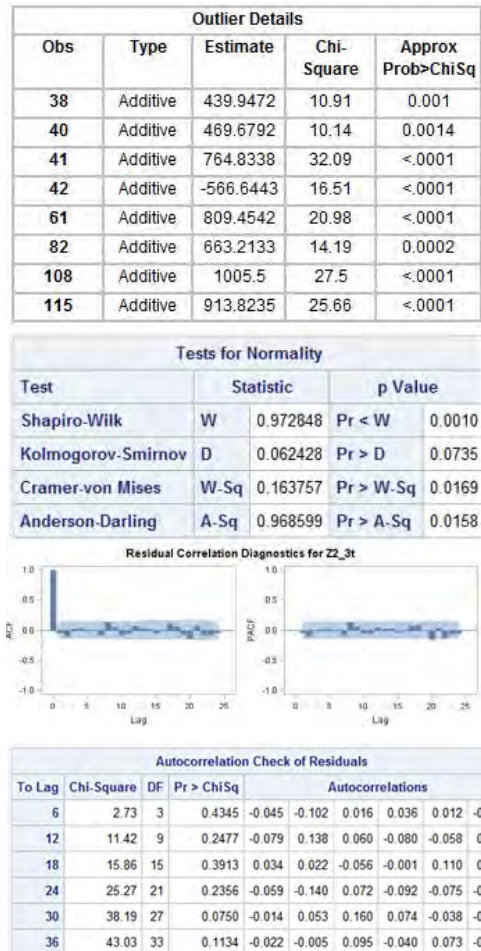 Outlier Details
Obs Type Estimate Chi-Square Approx Prob>ChiSq
38 Additive 439.9472 10.91 0.001
40 Additive 469.6792 10.14 0.0014
41 Additive 764.8338 32.09 <.0001
42 Additive -566.6443 16.51 <.0001
61 Additive 809.4542 20.98 <.0001
82 Additive 663.2133 14.19 0.0002
108 Additive 1005.5 27.5 <.0001
115 Additive 913.8235 25.66 <.0001
Tests for Normality
Test Statistic p Value
Shapiro-Wilk W 0.972848 Pr < W 0.0010
Kolmogorov-Smirnov D 0.062428 Pr > D 0.0735
Cramer-von Mises W-Sq 0.163757 Pr > W-Sq 0.0169
Anderson-Darling A-Sq 0.968599 Pr > A-Sq 0.0158
Residual Correlation Diagnostics for Z2_3t
1.0 0.5 0.0 -0.5 -1.0
ACF
0 5 10 15 20 25
Lag
1.0 0.5 0.0 -0.5 -1.0
PACF
0 5 10 15 20 25
Lag
Autocorrelation Check of Residuals
To Lag Chi-Square DF Pr > ChiSq Autocorrelations
6 2.73 3 0.4345 -0.045 -0.102 0.016 0.036 0.012
12 11.42 9 0.2477 -0.079 0.138 0.060 -0.080 -0.058
18 15.86 15 0.3913 0.034 0.022 -0.056 -0.001 0.110
24 25.27 21 0.2356 -0.059 -0.140 0.072 -0.092 -0.075
30 38.19 27 0.0750 -0.014 0.053 0.160 0.074 -0.038
36 43.03 33 0.1134 -0.022 -0.005 0.095 -0.040 0.073